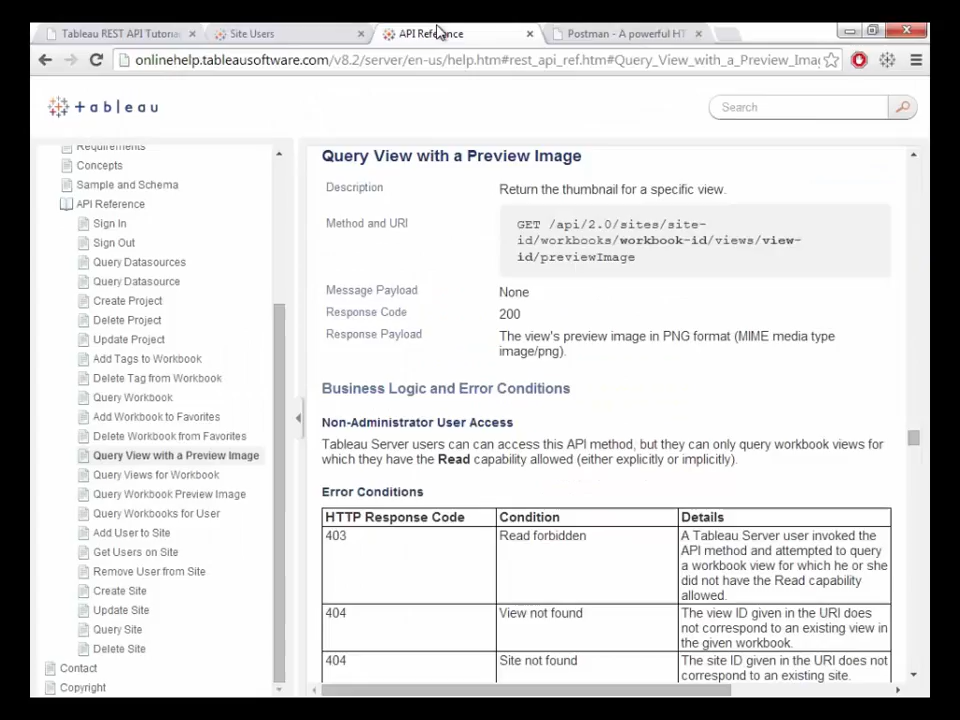 Tableau REST API Tutoria
Site Users
API Reference
Postman - A powerful HT
onlinehelp.tableausoftware.com/v8.2/server/en-us/help.htm#rest_api_ref.htm#Query_View_with_a_Preview_Imag
+ableau
Search
Requirements
Concepts
Sample and Schema
API Reference
Sign In
Sign Out
Query Datasources
Query Datasource
Create Project
Delete Project
Update Project
Add Tags to Workbook
Delete Tag from Workbook
Query Workbook
Add Workbook to Favorites
Delete Workbook from Favorites
Query View with a Preview Image
Query Views for Workbook
Query Workbook Preview Image
Query Workbooks for User
Add User to Site
Get Users on Site
Remove User from Site
Create Site
Update Site
Query Site
Delete Site
Contact
Copyright
Query View with a Preview Image
Description
Return the thumbnail for a specific view.
Method and URI
GET /api/2.0/sites/site-
id/workbooks/workbook-id/views/view-
id/previewImage
Message Payload
None
Response Code
200
Response Payload
The view's preview image in PNG format (MIME media type
image/png).
Business Logic and Error Conditions
Non-Administrator User Access
Tableau Server users can can access this API method, but they can only query workbook views for
which they have the Read capability allowed (either explicitly or implicitly).
Error Conditions
HTTP Response Code
Condition
Details
403
Read forbidden
A Tableau Server user invoked the
API method and attempted to query
a workbook view for which he or she
did not have the Read capability
allowed.
404
View not found
The view ID given in the URI does
not correspond to an existing view in
the given workbook.
404
Site not found
The site ID given in the URI does not
correspond to an existing site.